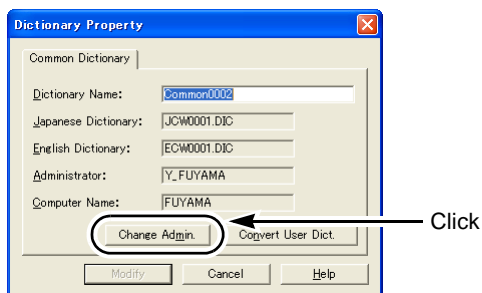 Dictionary Property
Common Dictionary
Dictionary Name: Common0002
Japanese Dictionary: JCW0001.DIC
English Dictionary: ECW0001.DIC
Administrator: Y_FUYAMA
Computer Name: FUYAMA
Change Admin. Convert User Dict.
Click
Modify Cancel Help